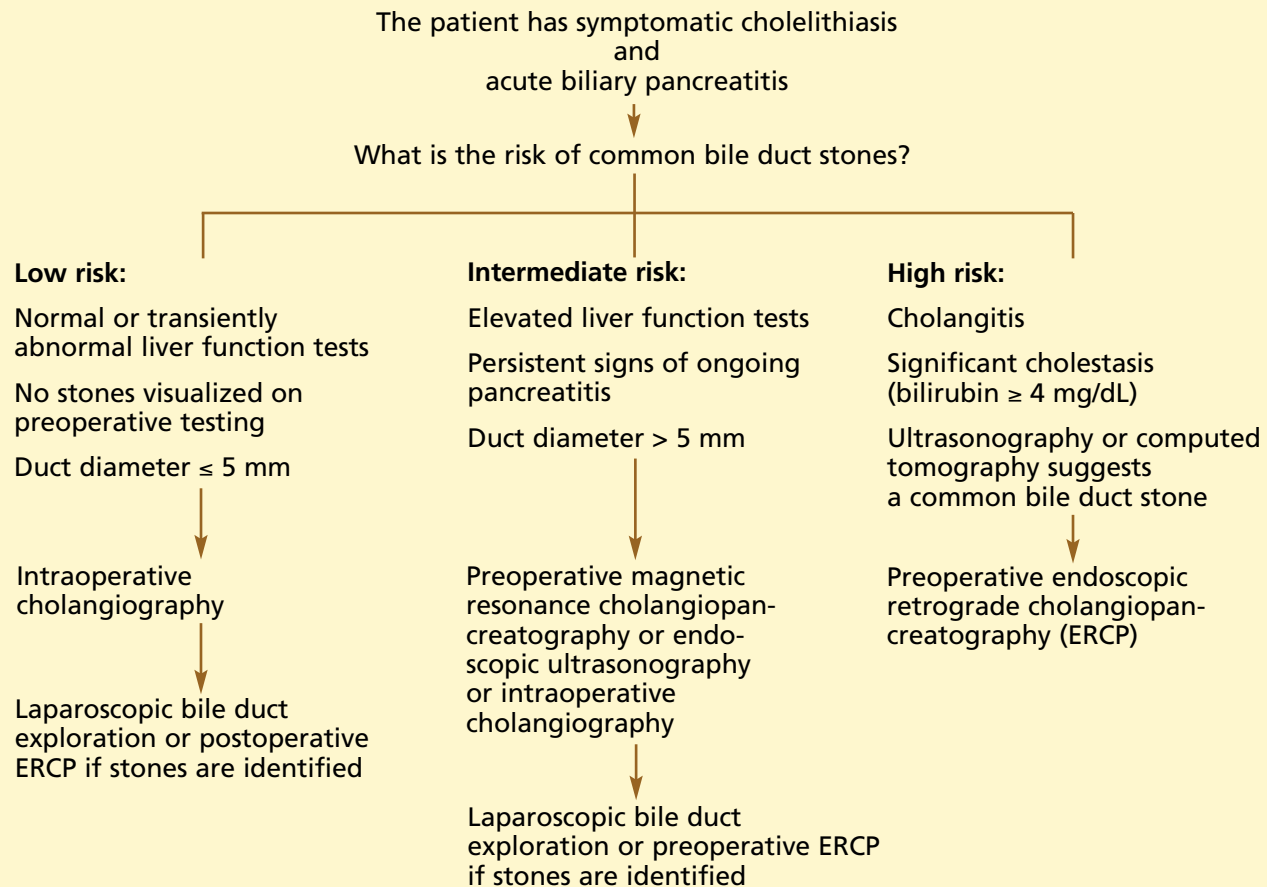 The patient has symptomatic cholelithiasis
and
acute biliary pancreatitis
What is the risk of common bile duct stones?
Low risk:
Normal or transiently
abnormal liver function tests
No stones visualized on
preoperative testing
Duct diameter ≤ 5 mm
Intraoperative
cholangiography
Laparoscopic bile duct
exploration or postoperative
ERCP if stones are identified
Intermediate risk:
Elevated liver function tests
Persistent signs of ongoing
pancreatitis
Duct diameter > 5 mm
Preoperative magnetic
resonance cholangiopan-
creatography or endo-
scopic ultrasonography
or intraoperative
cholangiography
Laparoscopic bile duct
exploration or preoperative ERCP
if stones are identified
High risk:
Cholangitis
Significant cholestasis
(bilirubin ≥ 4 mg/dL)
Ultrasonography or computed
tomography suggests
a common bile duct stone
Preoperative endoscopic
retrograde cholangiopan-
creatography (ERCP)